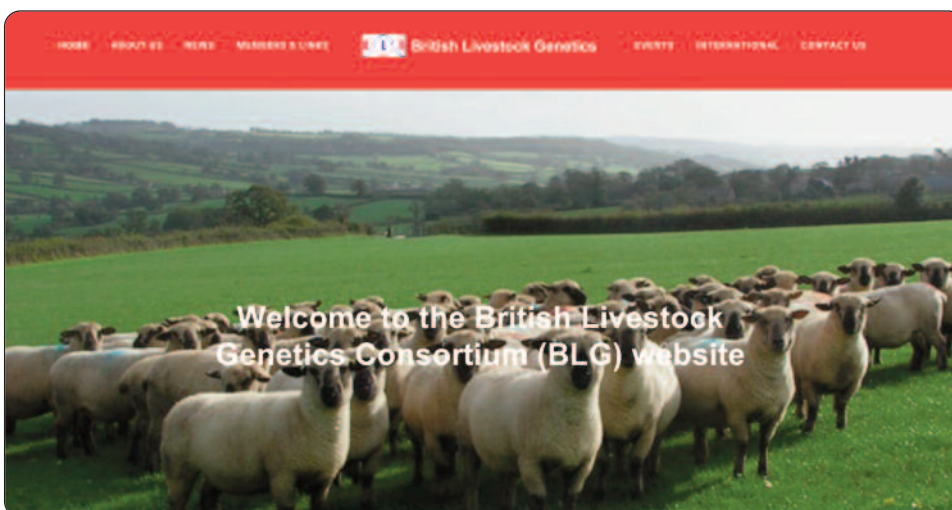 HOME ABOUT US NEWS MEMBERS & LINKS British Livestock Genetics EVENTS INTERNATIONAL CONTACT US
Welcome to the British Livestock
Genetics Consortium (BLG) website